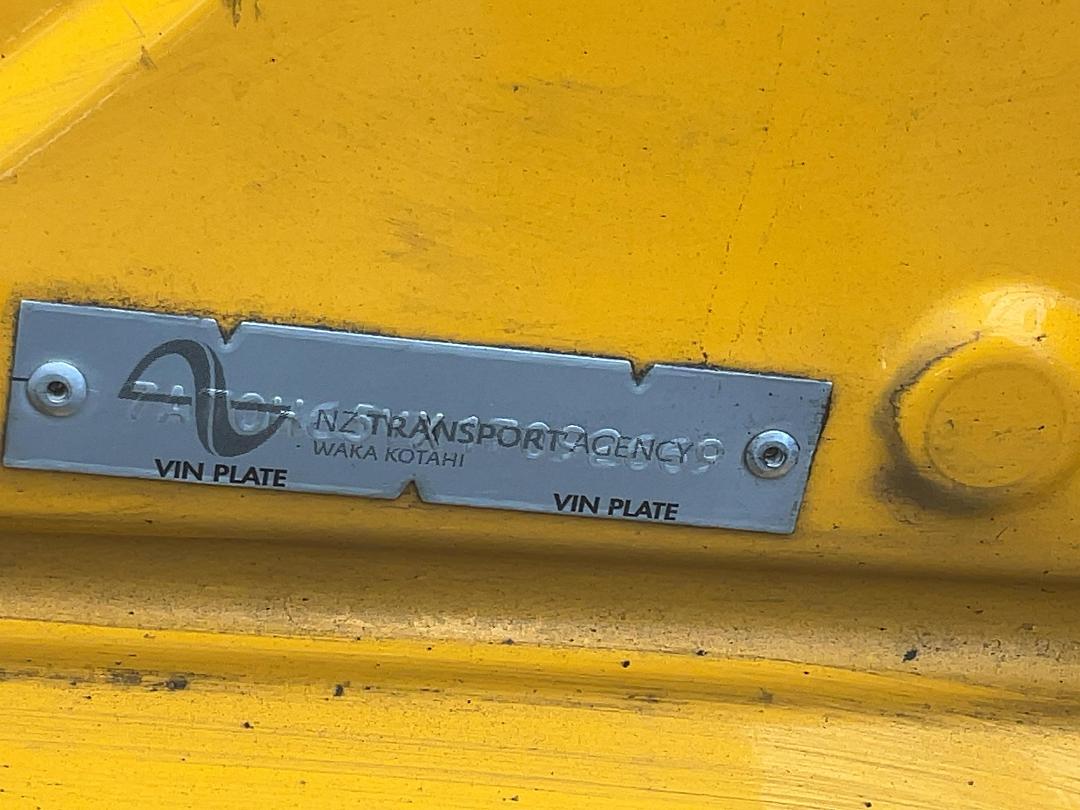 NZ TRANSPORT AGENCY
WAKA KOTAHI
VIN PLATE
VIN PLATE